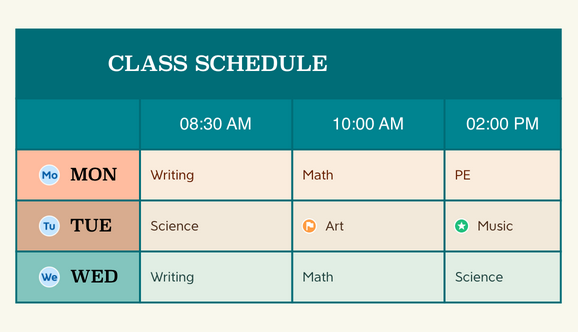 CLASS SCHEDULE
08:30 AM 10:00 AM 02:00 PM
Mo MON Writing Math PE
Tu TUE Science Art Music
We WED Writing Math Science